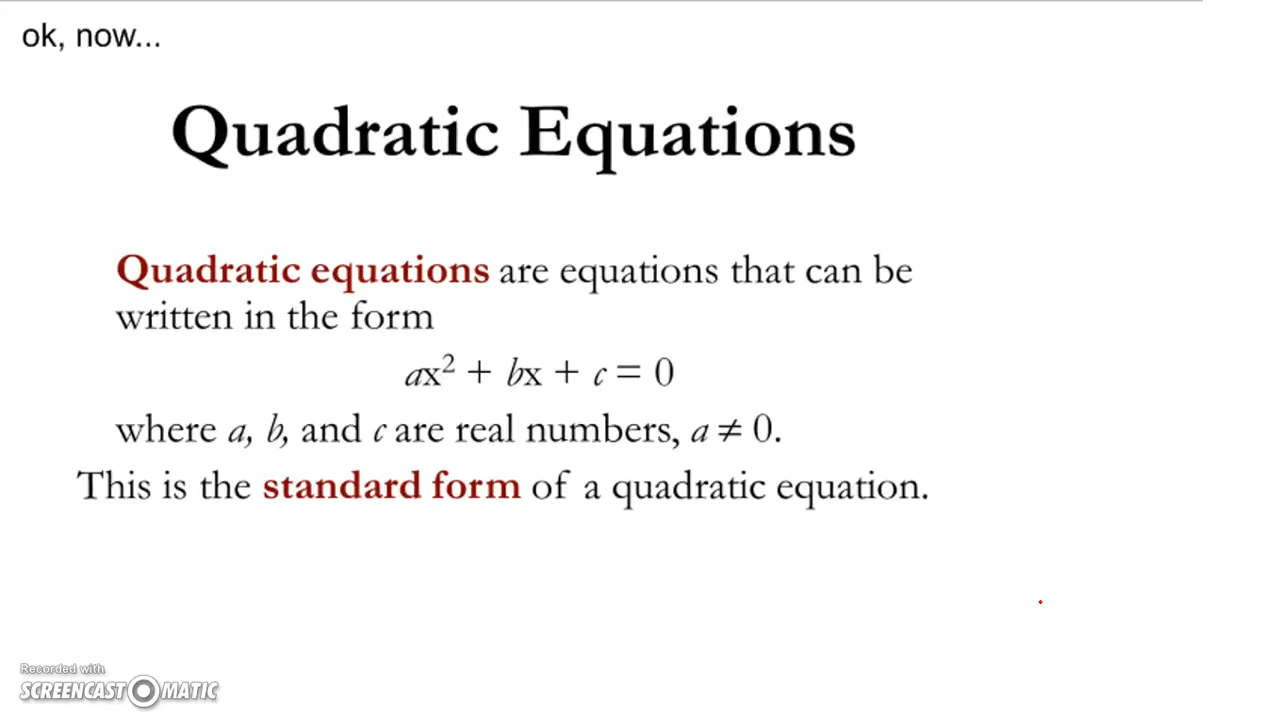 ok, now...
Quadratic Equations
Quadratic equations are equations that can be
written in the form
ax² + bx + c = 0
where a, b, and c are real numbers, a ≠ 0.
This is the standard form of a quadratic equation.
Recorded with
SCREENCAST-O-MATIC